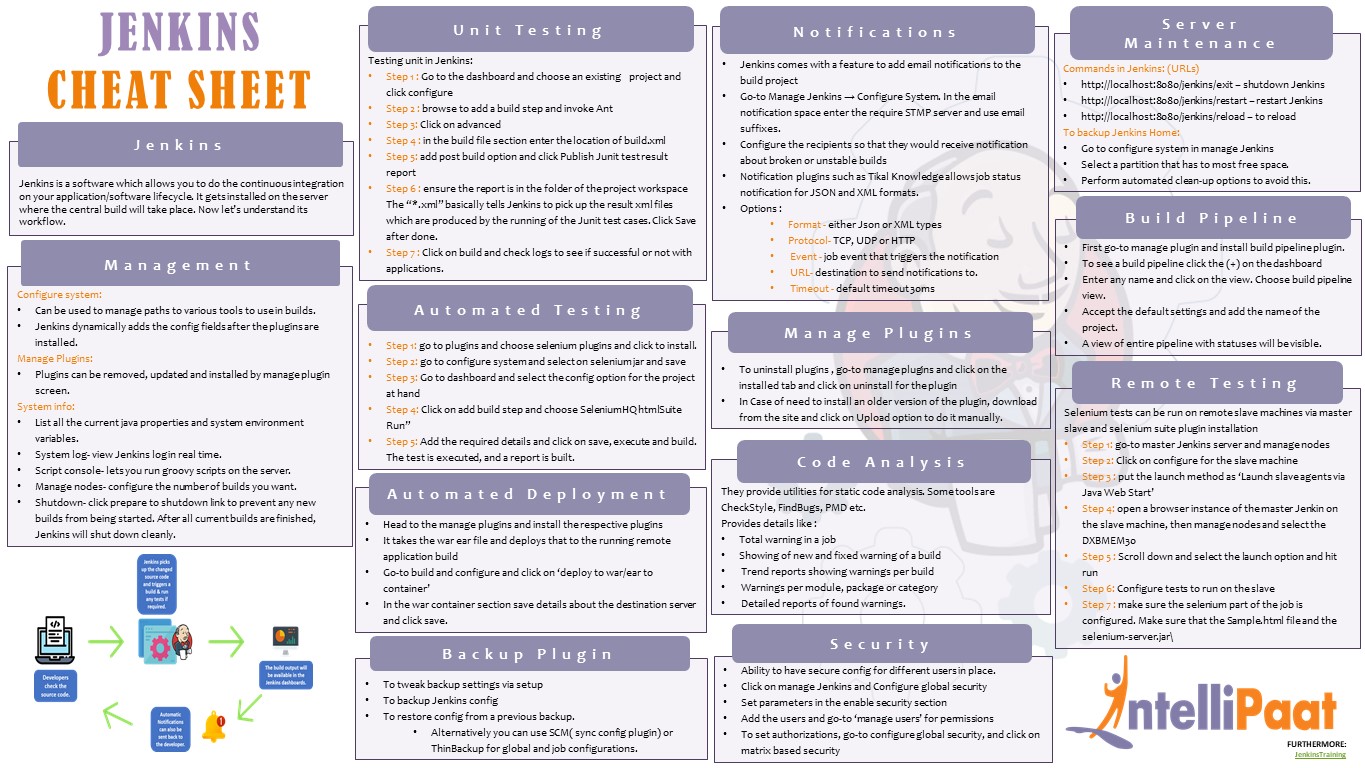 JENKINS
CHEAT SHEET
Jenkins
Jenkins is a software which allows you to do the continuous integration
on your application/software lifecycle. It gets installed on the server
where the central build will take place. Now let's understand its
workflow.
Management
Configure system:
• Can be used to manage paths to various tools to use in builds.
• Jenkins dynamically adds the config fields after the plugins are
installed.
Manage Plugins:
• Plugins can be removed, updated and installed by manage plugin
screen.
System info:
• List all the current java properties and system environment
variables.
• System log- view Jenkins log in real time.
• Script console- lets you run groovy scripts on the server.
• Manage nodes- configure the number of builds you want.
• Shutdown- click prepare to shutdown link to prevent any new
builds from being started. After all current builds are finished,
Jenkins will shut down cleanly.
Jenkins picks
up the changed
source code
and triggers a
build & run
any tests if
required.
Developers
check the
source code.
The build output will
be available in the
Jenkins dashboards.
Automatic
Notifications
can also be
sent back to
the developer.
1
Unit Testing
Testing unit in Jenkins:
• Step 1 : Go to the dashboard and choose an existing project and
click configure
• Step 2 : browse to add a build step and invoke Ant
• Step 3: Click on advanced
• Step 4 : in the build file section enter the location of build.xml
• Step 5: add post build option and click Publish Junit test result
report
• Step 6 : ensure the report is in the folder of the project workspace
The “*.xml” basically tells Jenkins to pick up the result xml files
which are produced by the running of the Junit test cases. Click Save
after done.
• Step 7 : Click on build and check logs to see if successful or not with
applications.
Automated Testing
• Step 1: go to plugins and choose selenium plugins and click to install.
• Step 2: go to configure system and select on selenium jar and save
• Step 3: Go to dashboard and select the config option for the project
at hand
• Step 4: Click on add build step and choose SeleniumHQ htmlSuite
Run”
• Step 5: Add the required details and click on save, execute and build.
The test is executed, and a report is built.
Automated Deployment
• Head to the manage plugins and install the respective plugins
• It takes the war ear file and deploys that to the running remote
application build
• Go-to build and configure and click on ‘deploy to war/ear to
container’
• In the war container section save details about the destination server
and click save.
Backup Plugin
• To tweak backup settings via setup
• To backup Jenkins config
• To restore config from a previous backup.
• Alternatively you can use SCM( sync config plugin) or
ThinBackup for global and job configurations.
Notifications
• Jenkins comes with a feature to add email notifications to the
build project
• Go-to Manage Jenkins → Configure System. In the email
notification space enter the require STMP server and use email
suffixes.
• Configure the recipients so that they would receive notification
about broken or unstable builds
• Notification plugins such as Tikal Knowledge allows job status
notification for JSON and XML formats.
• Options :
• Format - either Json or XML types
• Protocol- TCP, UDP or HTTP
• Event - job event that triggers the notification
• URL- destination to send notifications to.
• Timeout - default timeout 30ms
Manage Plugins
• To uninstall plugins , go-to manage plugins and click on the
installed tab and click on uninstall for the plugin
• In Case of need to install an older version of the plugin, download
from the site and click on Upload option to do it manually.
Code Analysis
They provide utilities for static code analysis. Some tools are
CheckStyle, FindBugs, PMD etc.
Provides details like :
• Total warning in a job
• Showing of new and fixed warning of a build
• Trend reports showing warnings per build
• Warnings per module, package or category
• Detailed reports of found warnings.
Security
• Ability to have secure config for different users in place.
• Click on manage Jenkins and Configure global security
• Set parameters in the enable security section
• Add the users and go-to ‘manage users’ for permissions
• To set authorizations, go-to configure global security, and click on
matrix based security
Server
Maintenance
Commands in Jenkins: (URLs)
• http://localhost:8080/jenkins/exit – shutdown Jenkins
• http://localhost:8080/jenkins/restart – restart Jenkins
• http://localhost:8080/jenkins/reload – to reload
To backup Jenkins Home:
• Go to configure system in manage Jenkins
• Select a partition that has to most free space.
• Perform automated clean-up options to avoid this.
Build Pipeline
• First go-to manage plugin and install build pipeline plugin.
• To see a build pipeline click the (+) on the dashboard
• Enter any name and click on the view. Choose build pipeline
view.
• Accept the default settings and add the name of the
project.
• A view of entire pipeline with statuses will be visible.
Remote Testing
Selenium tests can be run on remote slave machines via master
slave and selenium suite plugin installation
• Step 1: go-to master Jenkins server and manage nodes
• Step 2: Click on configure for the slave machine
• Step 3 : put the launch method as ‘Launch slave agents via
Java Web Start’
• Step 4: open a browser instance of the master Jenkin on
the slave machine, then manage nodes and select the
DXBMEM30
• Step 5 : Scroll down and select the launch option and hit
run
• Step 6: Configure tests to run on the slave
• Step 7 : make sure the selenium part of the job is
configured. Make sure that the Sample.html file and the
selenium-server.jar\
IntelliPaat
FURTHERMORE:
JenkinsTraining